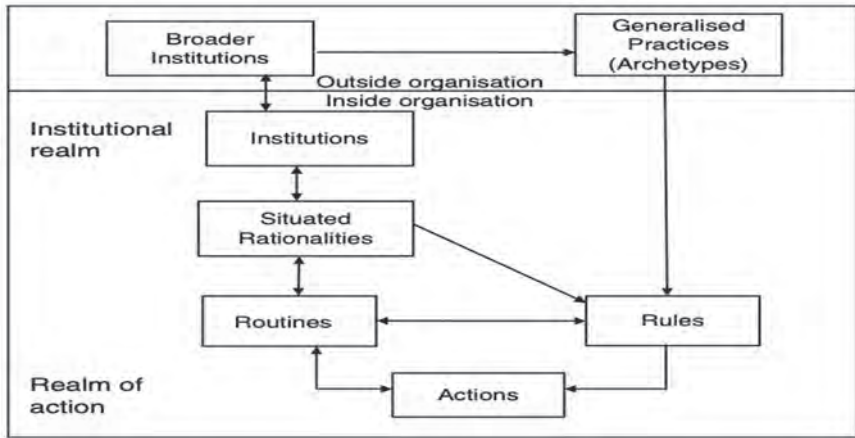 Broader
Institutions
Generalised
Practices
(Archetypes)
Outside organisation
Inside organisation
Institutional
realm
Institutions
Situated
Rationalities
Routines
Rules
Realm of
action
Actions